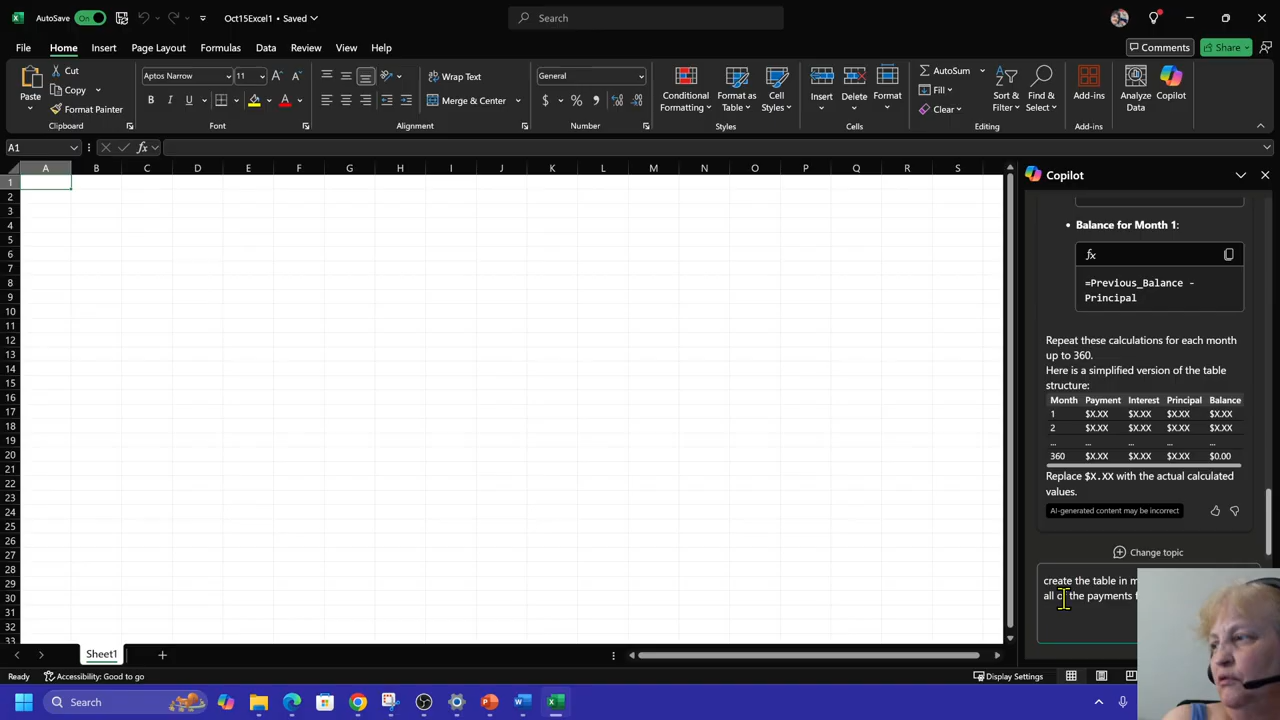 AutoSave On Oct15Excel1 • Saved Search
File Home Insert Page Layout Formulas Data Review View Help Comments Share
Paste Cut Copy Format Painter Clipboard
Aptos Narrow 11 B I U A A A Font
Wrap Text Merge & Center Alignment
General $ % Number
Conditional Formatting Format as Table Cell Styles Styles
Insert Delete Format Cells
AutoSum Fill Clear Sort & Filter Find & Select Editing
Add-ins Add-ins
Analyze Data Copilot
A1 fx
A B C D E F G H I J K L M N O P Q R S
1
2
3
4
5
6
7
8
9
10
11
12
13
14
15
16
17
18
19
20
21
22
23
24
25
26
27
28
29
30
31
32
33
Copilot
• Balance for Month 1:
fx
=Previous_Balance -
Principal
Repeat these calculations for each month
up to 360.
Here is a simplified version of the table
structure:
Month Payment Interest Principal Balance
1 $X.XX $X.XX $X.XX $X.XX
2 $X.XX $X.XX $X.XX $X.XX
... ... ... ... ...
360 $X.XX $X.XX $X.XX $0.00
Replace $X.XX with the actual calculated
values.
AI-generated content may be incorrect
Change topic
create the table in
all of the payments
Sheet1
Ready Accessibility: Good to go Display Settings
Search